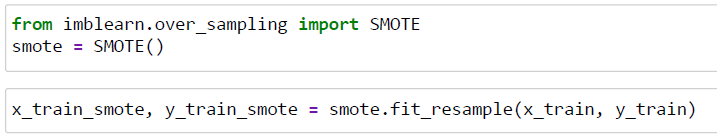 from imblearn.over_sampling import SMOTE
smote = SMOTE()
x_train_smote, y_train_smote = smote.fit_resample(x_train, y_train)